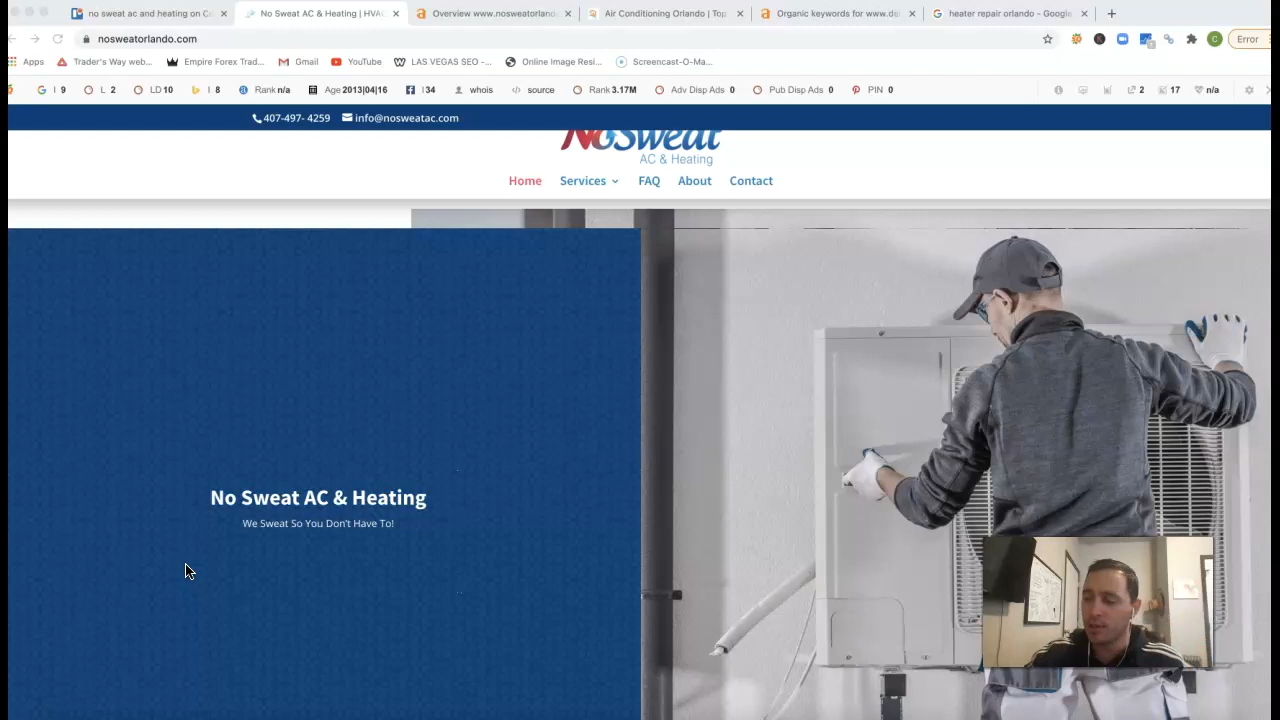 no sweat ac and heating on Ca
No Sweat AC & Heating | HVAC
Overview www.nosweatorland
Air Conditioning Orlando | Top
Organic keywords for www.de
heater repair orlando - Google
nosweatorlando.com
Error
Apps
Trader's Way web...
Empire Forex Trad...
Gmail
YouTube
LAS VEGAS SEO -...
Online Image Resi...
Screencast-O-Ma...
I 9
L 2
LD 10
I 8
Rank n/a
Age 2013|04|16
I 34
whois
source
Rank 3.17M
Adv Disp Ads 0
Pub Disp Ads 0
PIN 0
2
17
n/a
407-497- 4259
info@nosweatac.com
NoSweat
AC & Heating
Home
Services
FAQ
About
Contact
No Sweat AC & Heating
We Sweat So You Don't Have To!